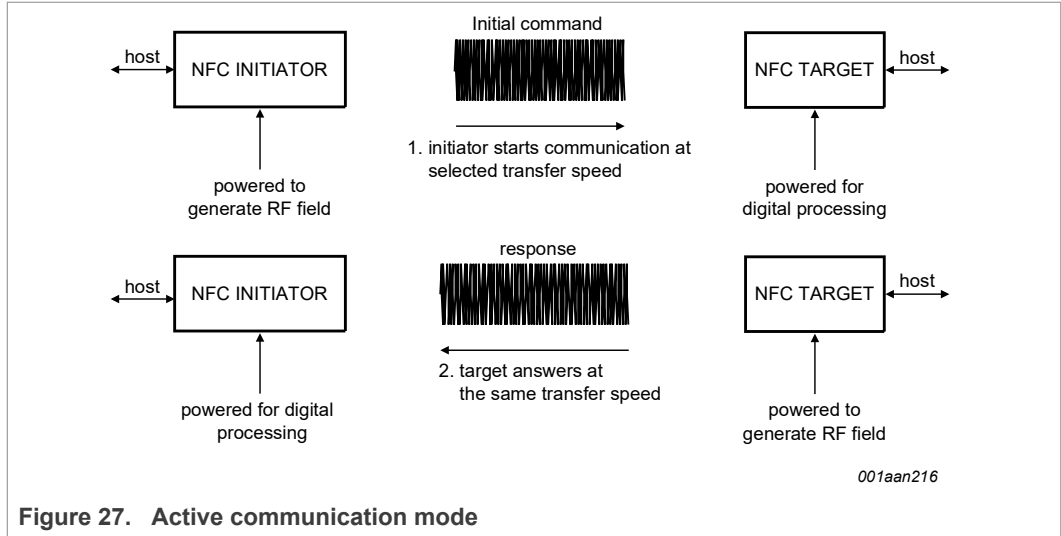 Initial command
host
NFC INITIATOR
NFC TARGET
host
1. initiator starts communication at
selected transfer speed
powered to
generate RF field
powered for
digital processing
response
host
NFC INITIATOR
NFC TARGET
host
2. target answers at
the same transfer speed
powered for digital
processing
powered to
generate RF field
001aan216
Figure 27. Active communication mode